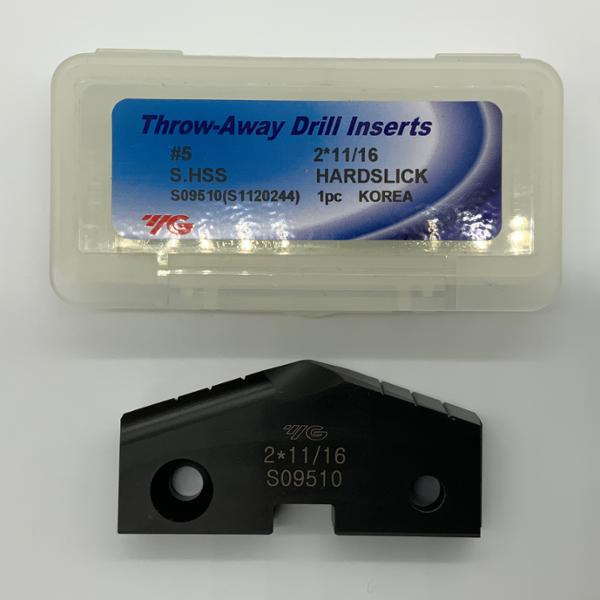 Throw-Away Drill Inserts
#5 2*11/16
S.HSS HARDSLICK
S09510(S1120244) 1pc KOREA
YG
YG
2*11/16
S09510